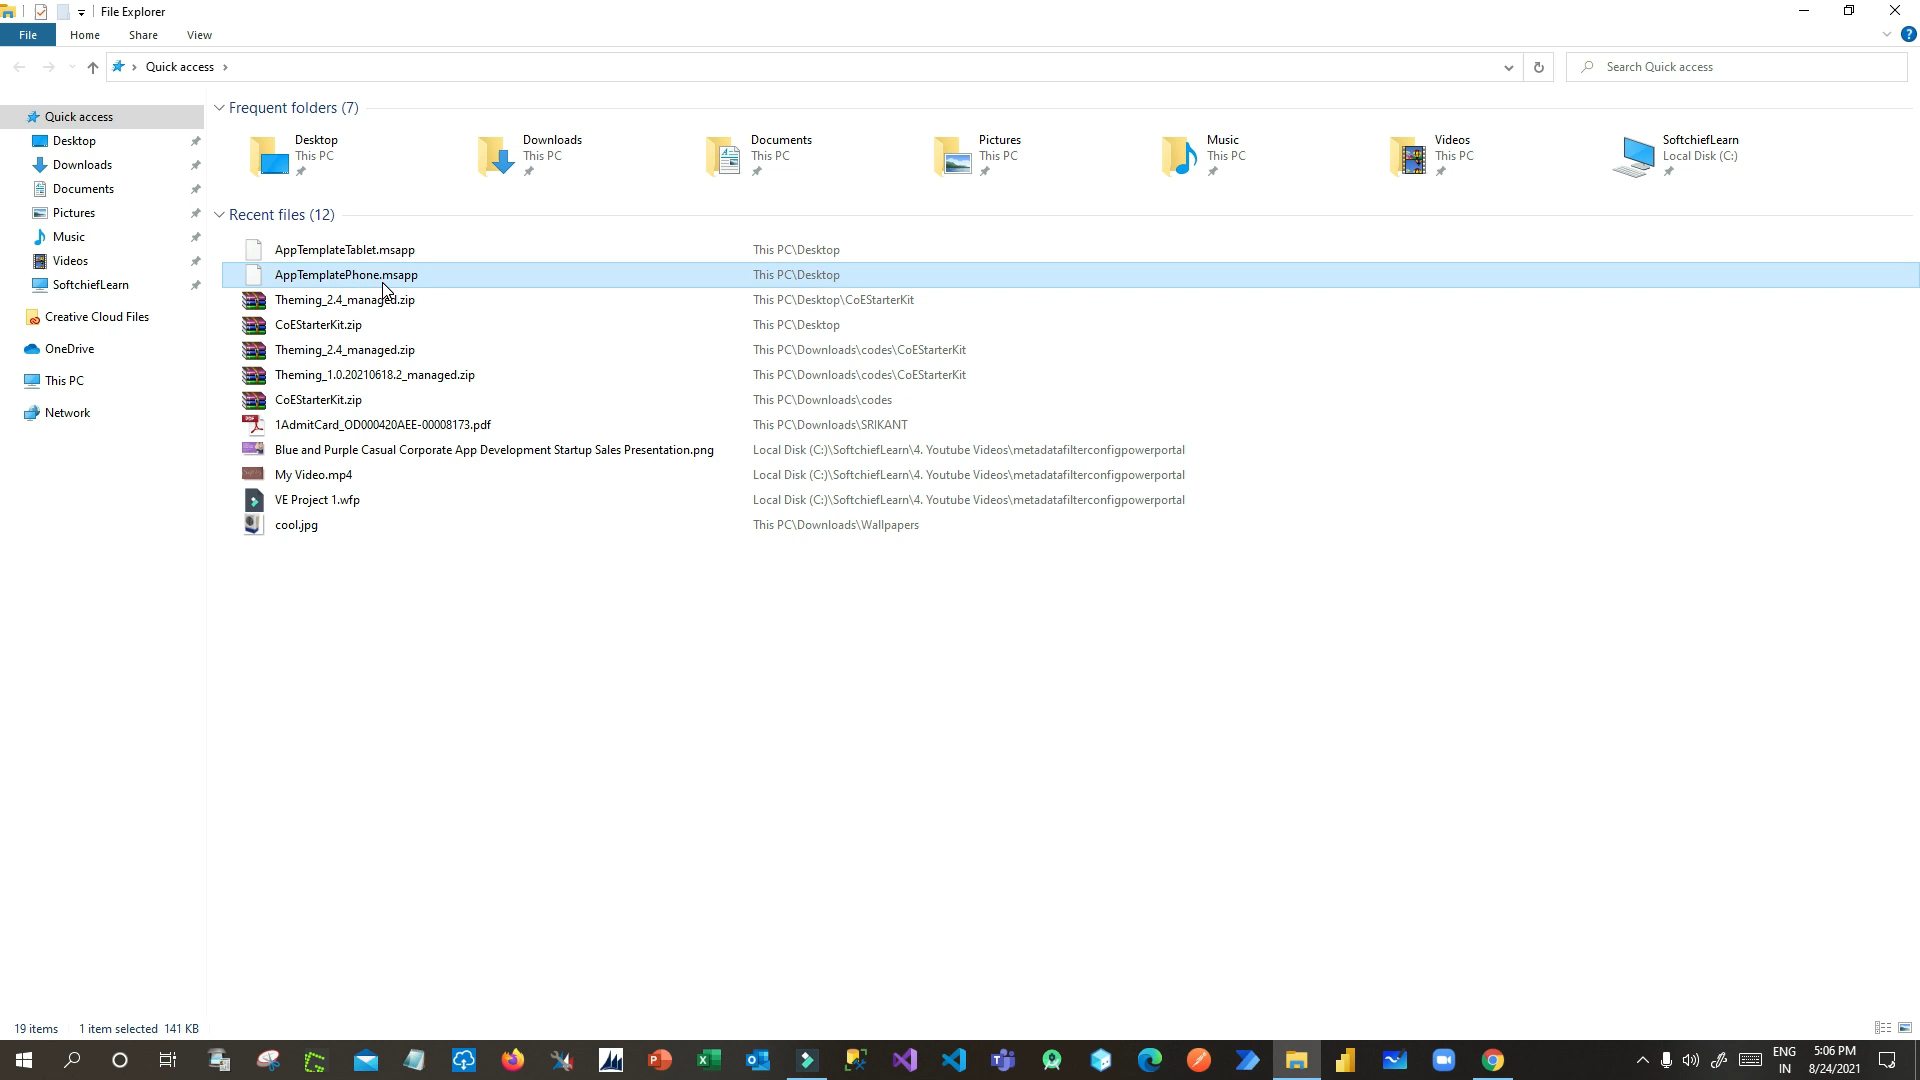 File Explorer
File Home Share View
Quick access
Search Quick access
Quick access
Desktop
Downloads
Documents
Pictures
Music
Videos
SoftchiefLearn
Creative Cloud Files
OneDrive
This PC
Network
Frequent folders (7)
Desktop
This PC
Downloads
This PC
Documents
This PC
Pictures
This PC
Music
This PC
Videos
This PC
SoftchiefLearn
Local Disk (C:)
Recent files (12)
AppTemplateTablet.msapp This PC\Desktop
AppTemplatePhone.msapp This PC\Desktop
Theming_2.4_managed.zip This PC\Desktop\CoEStarterKit
CoEStarterKit.zip This PC\Desktop
Theming_2.4_managed.zip This PC\Downloads\codes\CoEStarterKit
Theming_1.0.20210618.2_managed.zip This PC\Downloads\codes\CoEStarterKit
CoEStarterKit.zip This PC\Downloads\codes
1AdmitCard_OD000420AEE-00008173.pdf This PC\Downloads\SRIKANT
Blue and Purple Casual Corporate App Development Startup Sales Presentation.png Local Disk (C:)\SoftchiefLearn\4. Youtube Videos\metadatafilterconfigpowerportal
My Video.mp4 Local Disk (C:)\SoftchiefLearn\4. Youtube Videos\metadatafilterconfigpowerportal
VE Project 1.wfp Local Disk (C:)\SoftchiefLearn\4. Youtube Videos\metadatafilterconfigpowerportal
cool.jpg This PC\Downloads\Wallpapers
19 items 1 item selected 141 KB
ENG
IN
5:06 PM
8/24/2021